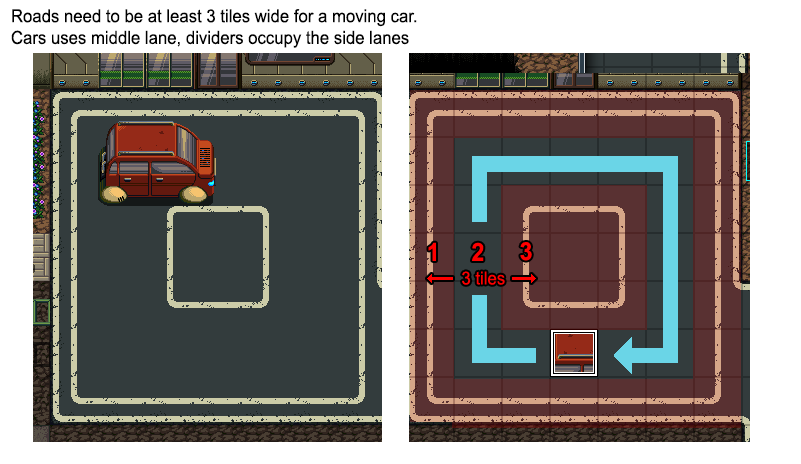 Roads need to be at least 3 tiles wide for a moving car.
Cars uses middle lane, dividers occupy the side lanes
1 2 3
3 tiles